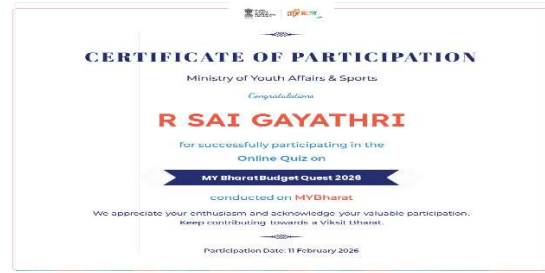 CERTIFICATE OF PARTICIPATION
Ministry of Youth Affairs & Sports
Congratulations
R SAI GAYATHRI
for successfully participating in the
Online Quiz on
MY Bharat Budget Quest 2026
conducted on MYBharat
We appreciate your enthusiasm and acknowledge your valuable participation.
Keep contributing towards a Viksit Bharat.
Participation Date: 11 February 2026